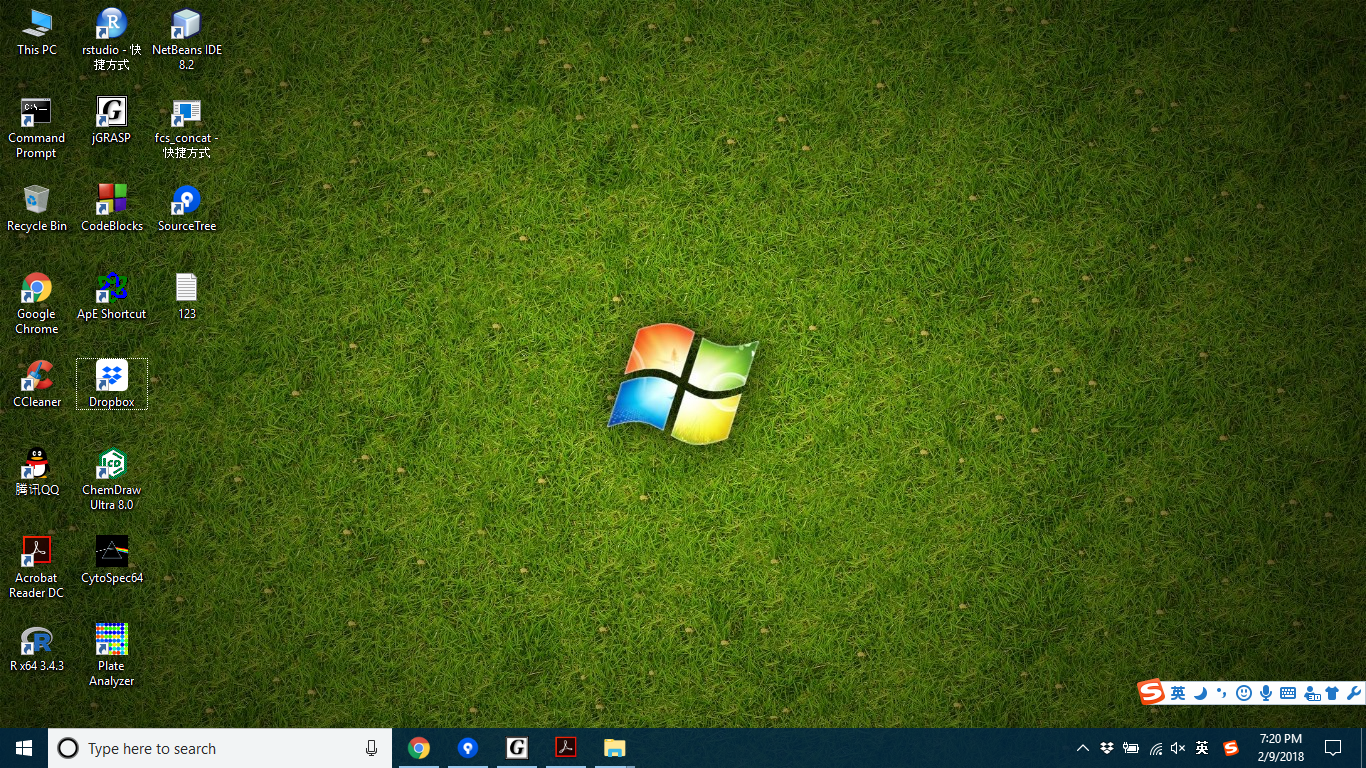 This PC
rstudio - 快
捷方式
NetBeans IDE
8.2
Command
Prompt
jGRASP
fcs_concat -
快捷方式
Recycle Bin
CodeBlocks
SourceTree
Google
Chrome
ApE Shortcut
123
CCleaner
Dropbox
腾讯QQ
ChemDraw
Ultra 8.0
Acrobat
Reader DC
CytoSpec64
R x64 3.4.3
Plate
Analyzer
英
Type here to search
英
7:20 PM
2/9/2018